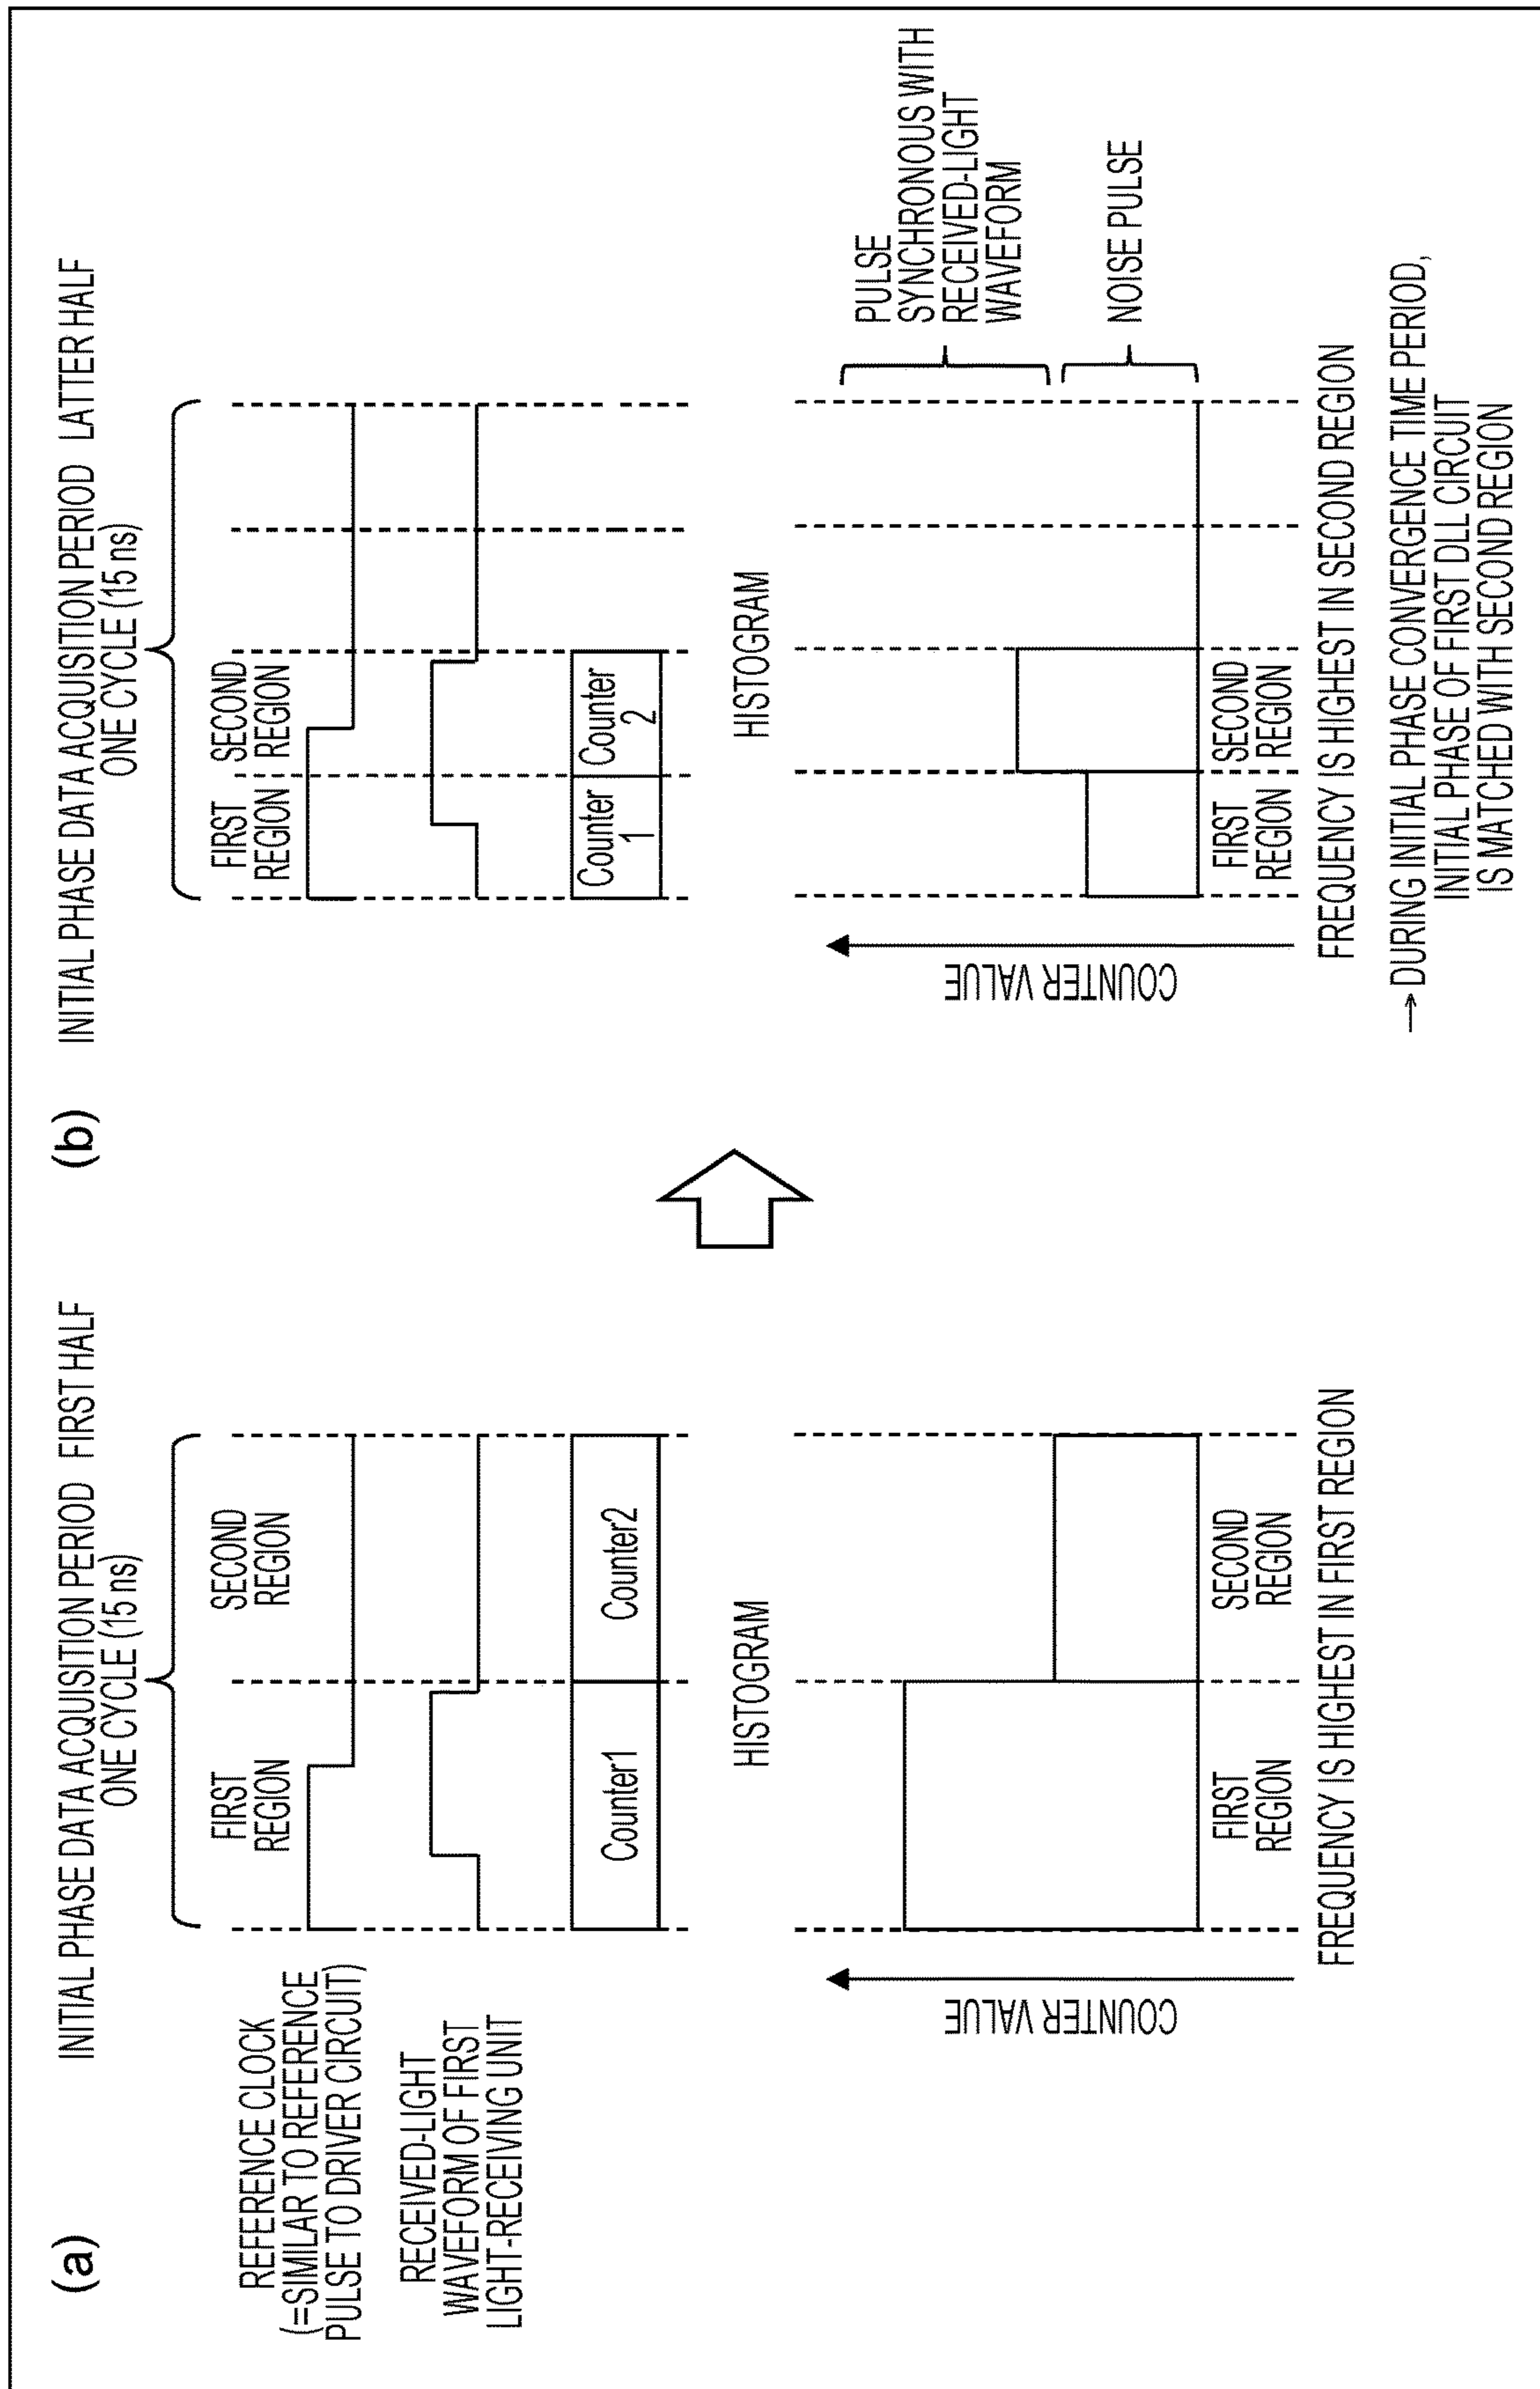 (a)
INITIAL PHASE DATA ACQUISITION PERIOD FIRST HALF
ONE CYCLE (15 ns)
FIRST
REGION
SECOND
REGION
REFERENCE CLOCK
(=SIMILAR TO REFERENCE
PULSE TO DRIVER CIRCUIT)
RECEIVED-LIGHT
WAVEFORM OF FIRST
LIGHT-RECEIVING UNIT
Counter1
Counter2
HISTOGRAM
COUNTER VALUE
FIRST
REGION
SECOND
REGION
FREQUENCY IS HIGHEST IN FIRST REGION
(b)
INITIAL PHASE DATA ACQUISITION PERIOD LATTER HALF
ONE CYCLE (15 ns)
FIRST
REGION
SECOND
REGION
Counter
1
Counter
2
HISTOGRAM
COUNTER VALUE
PULSE
SYNCHRONOUS WITH
RECEIVED-LIGHT
WAVEFORM
NOISE PULSE
FIRST
REGION
SECOND
REGION
FREQUENCY IS HIGHEST IN SECOND REGION
→ DURING INITIAL PHASE CONVERGENCE TIME PERIOD,
INITIAL PHASE OF FIRST DLL CIRCUIT
IS MATCHED WITH SECOND REGION